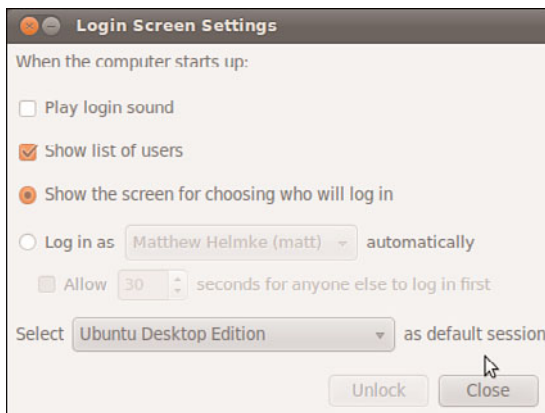 Login Screen Settings
When the computer starts up:
Play login sound
Show list of users
Show the screen for choosing who will log in
Log in as Matthew Helmke (matt) automatically
Allow 30 seconds for anyone else to log in first
Select Ubuntu Desktop Edition as default session
Unlock Close